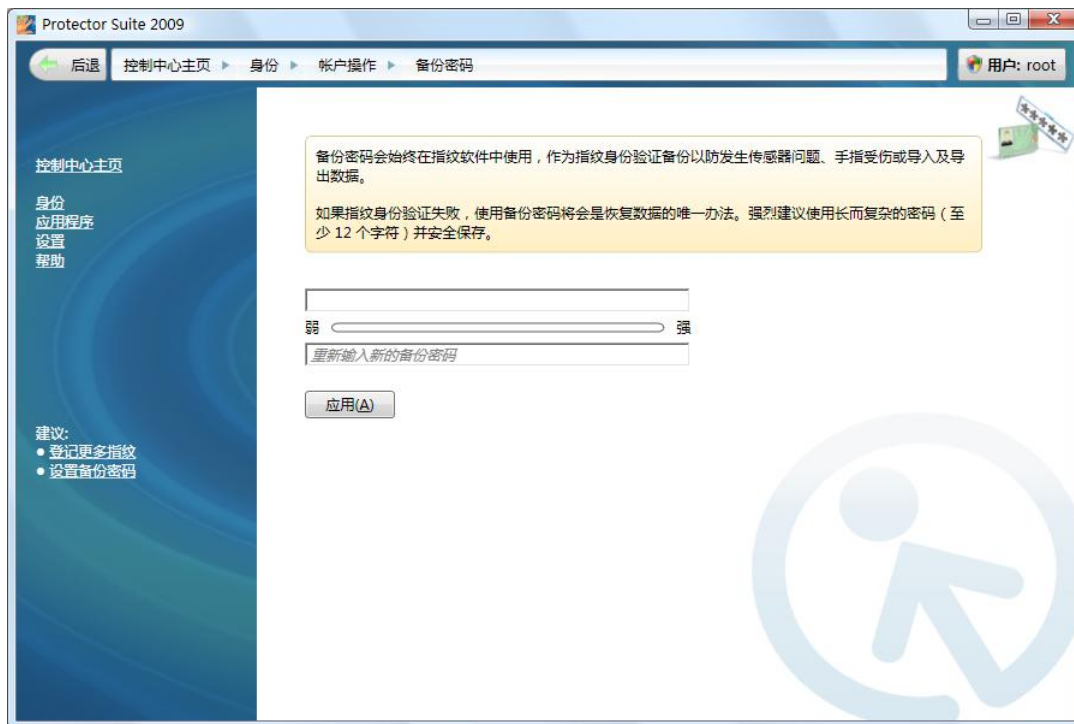 Protector Suite 2009
后退 控制中心主页 身份 帐户操作 备份密码 用户: root
控制中心主页
身份
应用程序
设置
帮助
备份密码会始终在指纹软件中使用，作为指纹身份验证备份以防发生传感器问题、手指受伤或导入及导
出数据。
如果指纹身份验证失败，使用备份密码将会是恢复数据的唯一办法。强烈建议使用长而复杂的密码（至
少 12 个字符）并安全保存。
弱 强
重新输入新的备份密码
应用(A)
建议:
登记更多指纹
设置备份密码